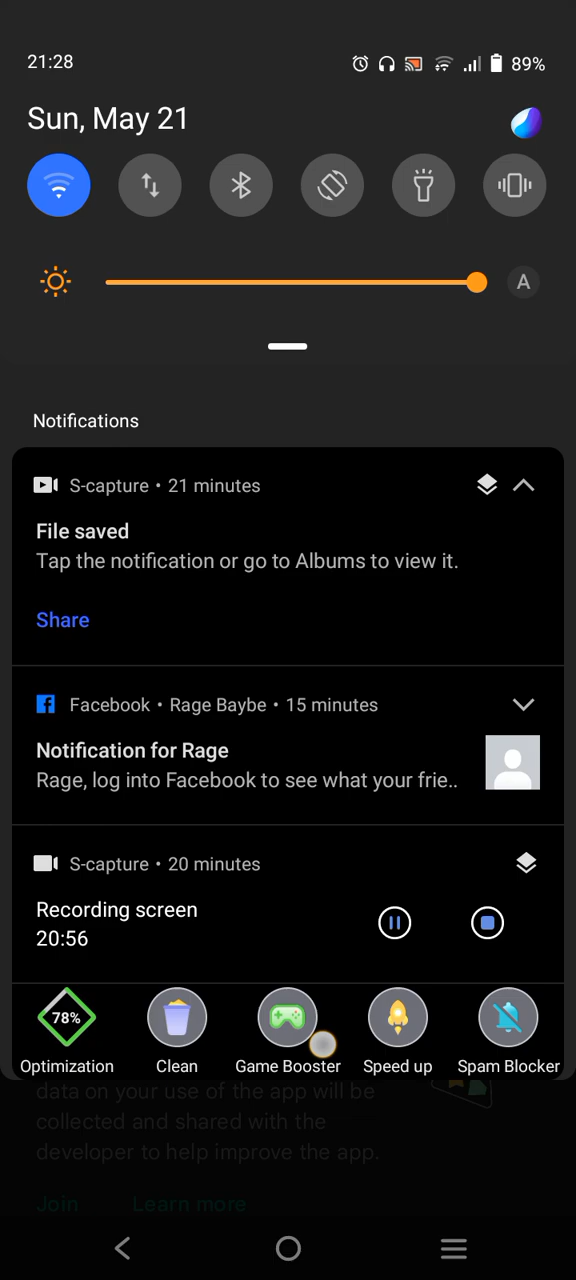 21:28
89%
Sun, May 21
A
Notifications
S-capture • 21 minutes
File saved
Tap the notification or go to Albums to view it.
Share
Facebook • Rage Baybe • 15 minutes
Notification for Rage
Rage, log into Facebook to see what your frie..
S-capture • 20 minutes
Recording screen
20:56
78%
Optimization
Clean
Game Booster
Speed up
Spam Blocker
data on your use of the app will be
collected and shared with the
developer to help improve the app.
Join
Learn more